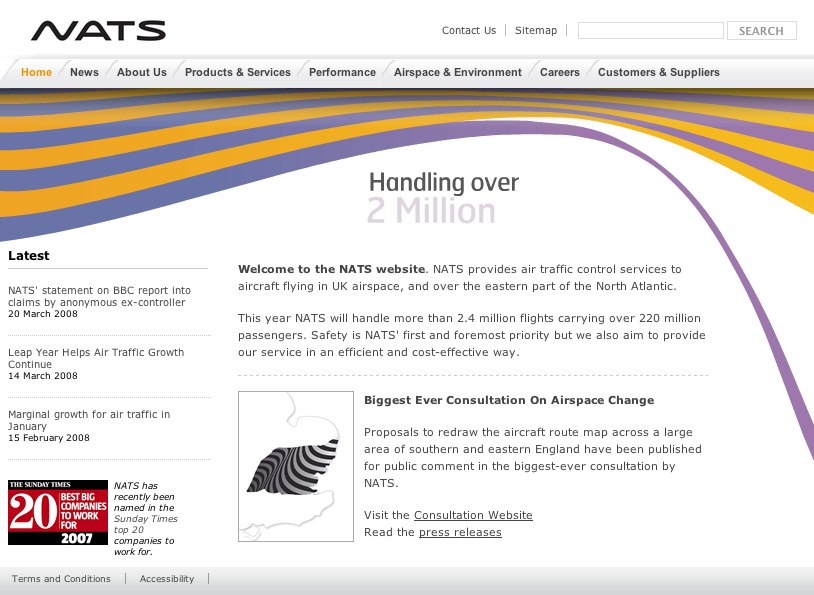 NATS
Contact Us
Sitemap
SEARCH
Home
News
About Us
Products & Services
Performance
Airspace & Environment
Careers
Customers & Suppliers
Handling over
2 Million
Latest
NATS' statement on BBC report into
claims by anonymous ex-controller
20 March 2008
Leap Year Helps Air Traffic Growth
Continue
14 March 2008
Marginal growth for air traffic in
January
15 February 2008
THE SUNDAY TIMES
20 BEST BIG
COMPANIES
TO WORK
FOR
2007
NATS has
recently been
named in the
Sunday Times
top 20
companies to
work for.
Welcome to the NATS website. NATS provides air traffic control services to
aircraft flying in UK airspace, and over the eastern part of the North Atlantic.
This year NATS will handle more than 2.4 million flights carrying over 220 million
passengers. Safety is NATS' first and foremost priority but we also aim to provide
our service in an efficient and cost-effective way.
Biggest Ever Consultation On Airspace Change
Proposals to redraw the aircraft route map across a large
area of southern and eastern England have been published
for public comment in the biggest-ever consultation by
NATS.
Visit the Consultation Website
Read the press releases
Terms and Conditions
Accessibility